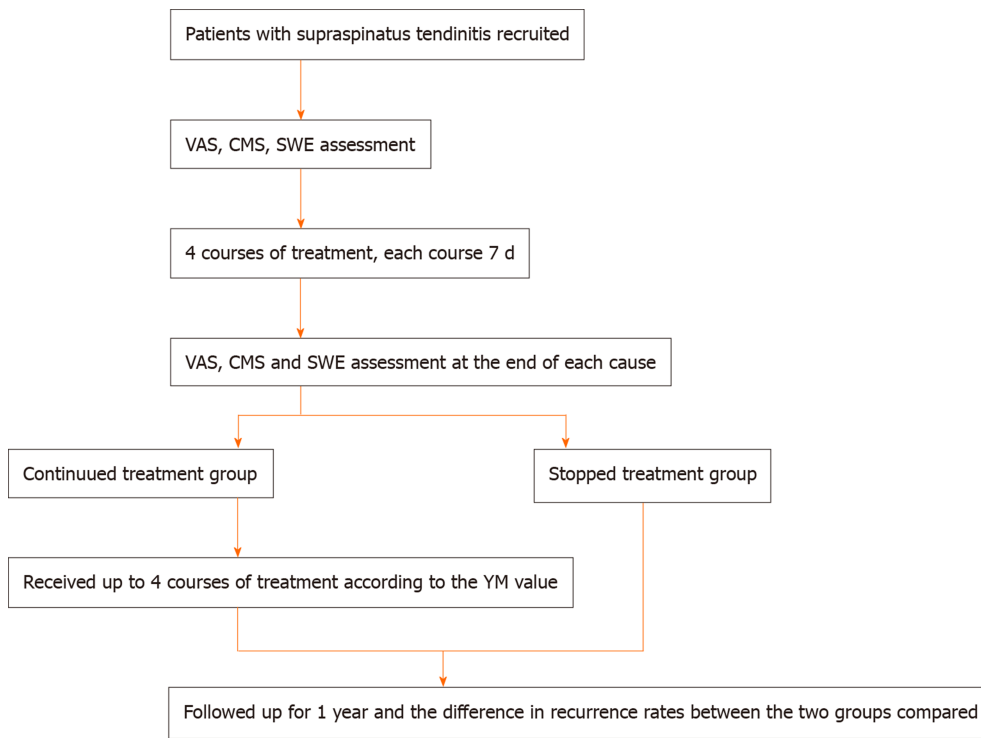 Patients with supraspinatus tendinitis recruited
VAS, CMS, SWE assessment
4 courses of treatment, each course 7 d
VAS, CMS and SWE assessment at the end of each cause
Continuued treatment group
Stopped treatment group
Received up to 4 courses of treatment according to the YM value
Followed up for 1 year and the difference in recurrence rates between the two groups compared